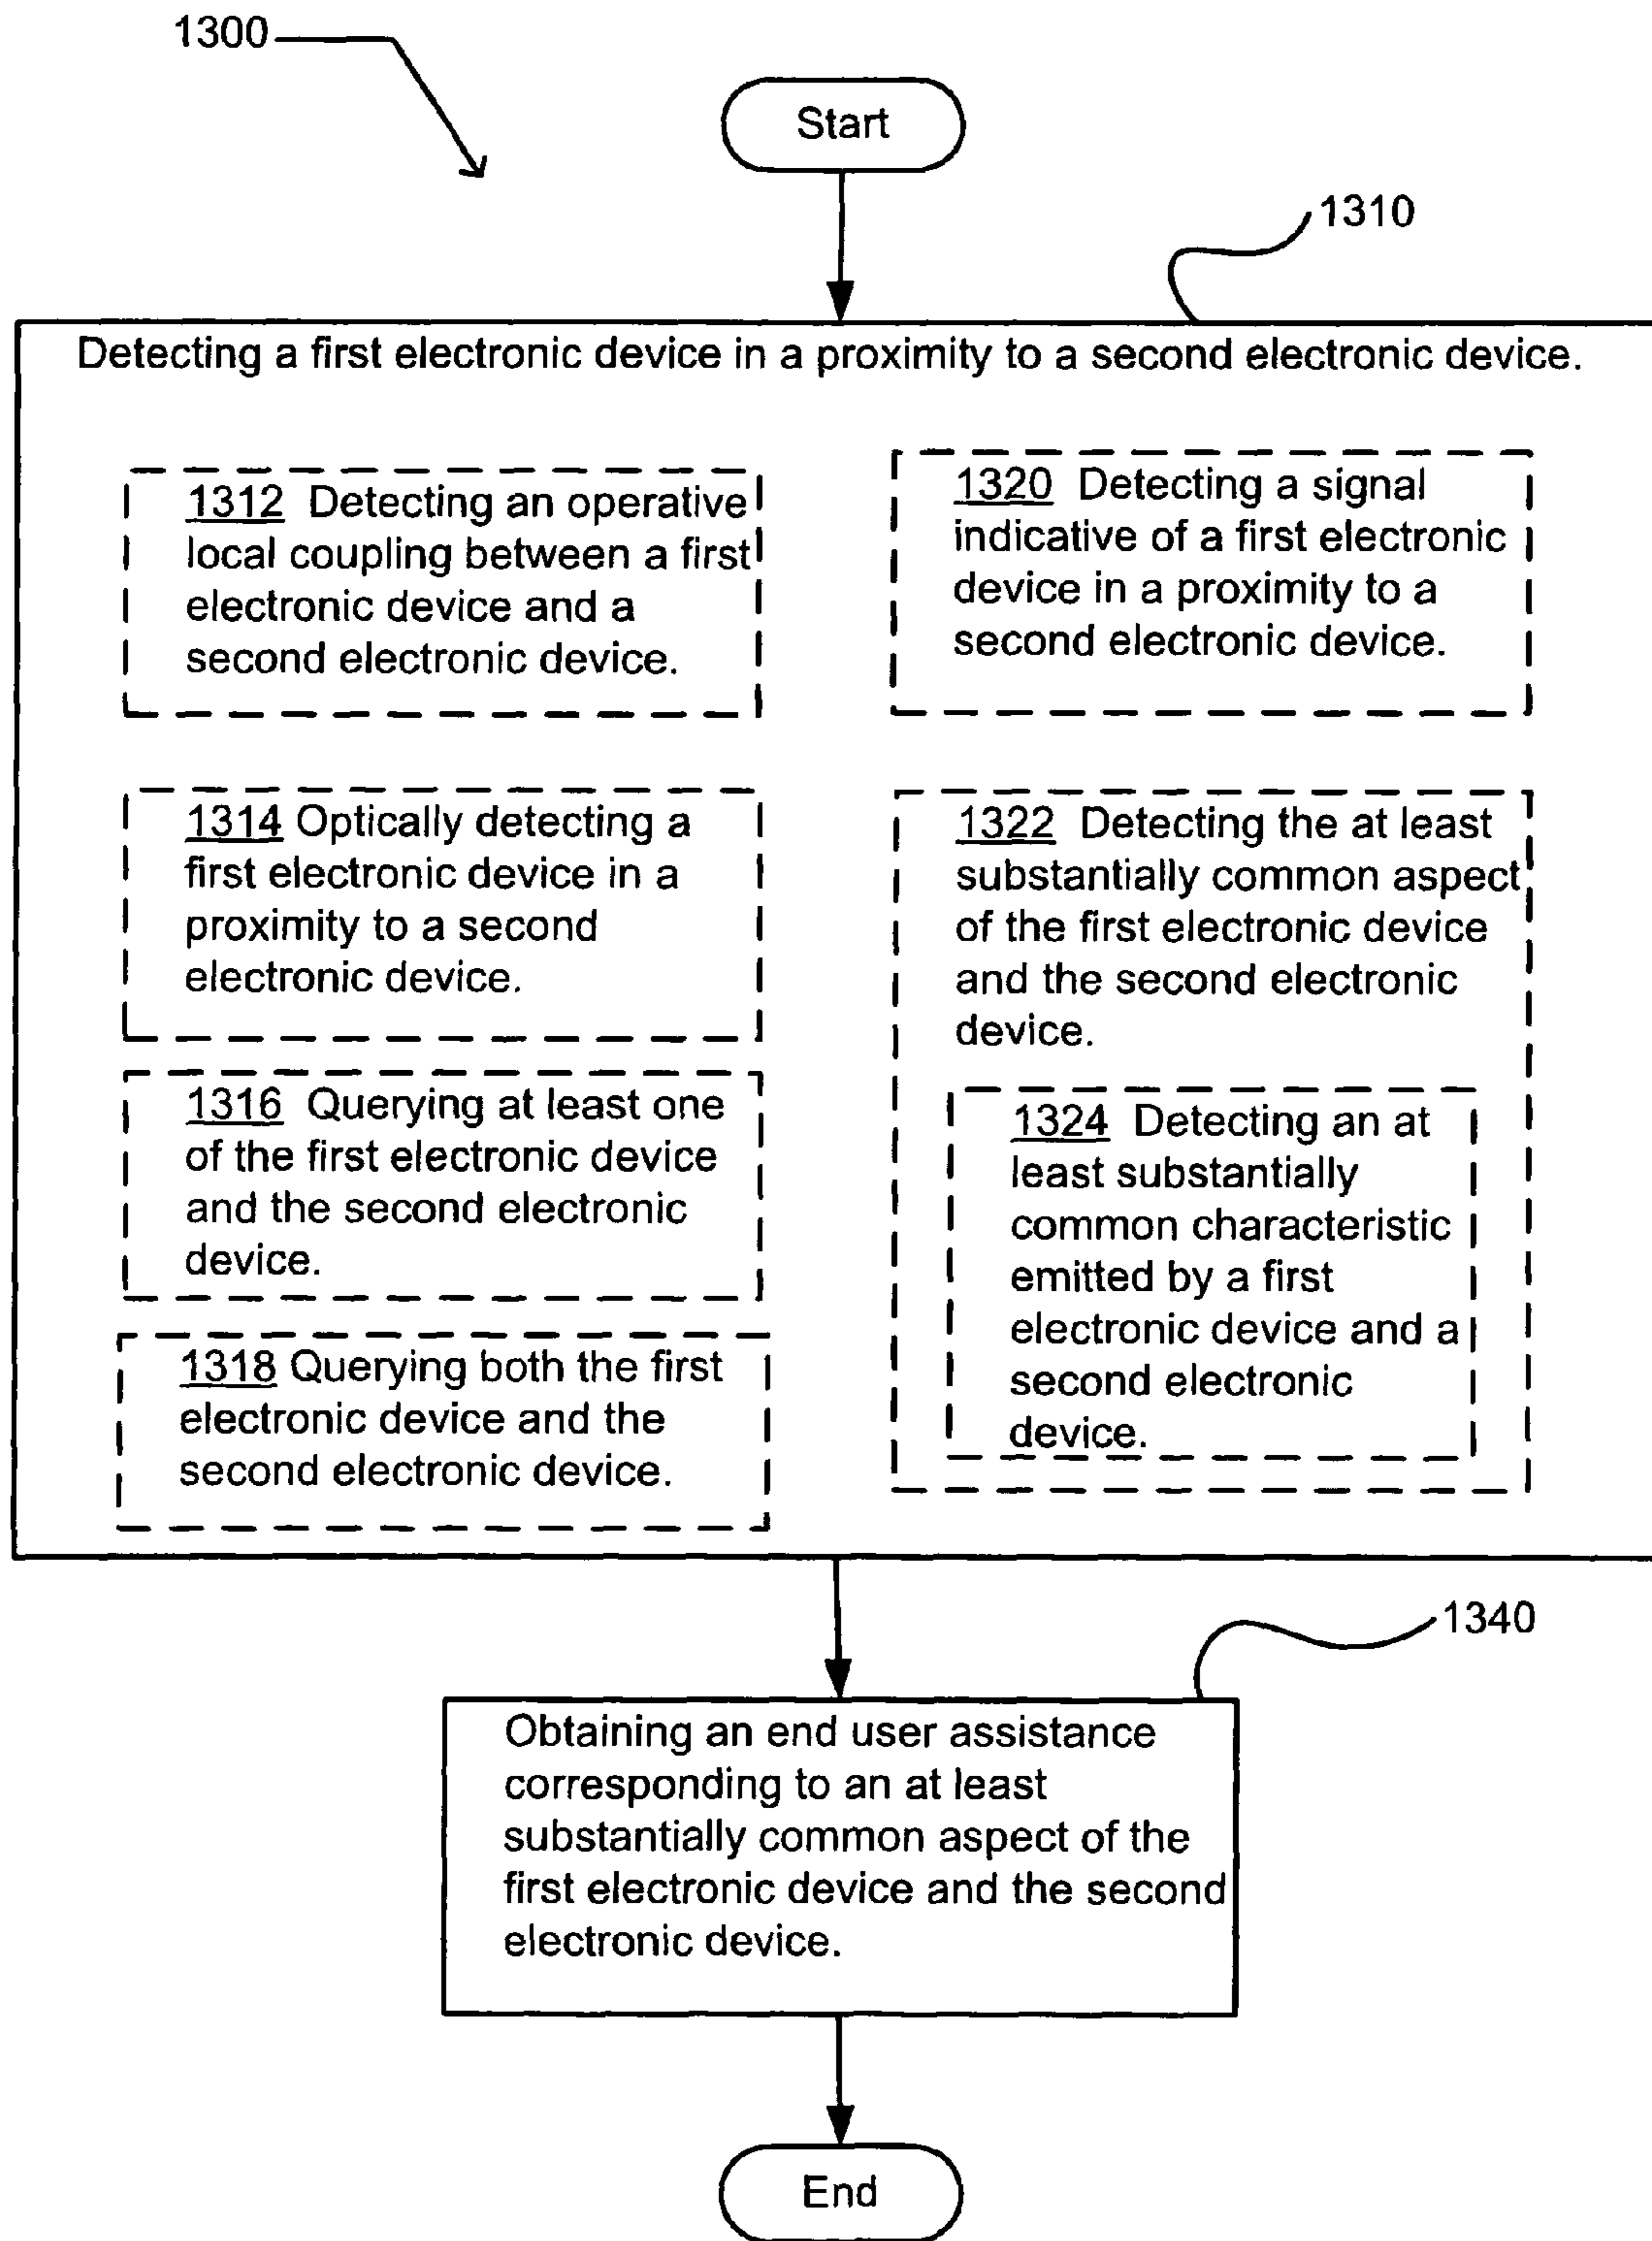 1300
Start
1310
Detecting a first electronic device in a proximity to a second electronic device.
1312 Detecting an operative
local coupling between a first
electronic device and a
second electronic device.
1314 Optically detecting a
first electronic device in a
proximity to a second
electronic device.
1316 Querying at least one
of the first electronic device
and the second electronic
device.
1318 Querying both the first
electronic device and the
second electronic device.
1320 Detecting a signal
indicative of a first electronic
device in a proximity to a
second electronic device.
1322 Detecting the at least
substantially common aspect
of the first electronic device
and the second electronic
device.
1324 Detecting an at
least substantially
common characteristic
emitted by a first
electronic device and a
second electronic
device.
1340
Obtaining an end user assistance
corresponding to an at least
substantially common aspect of the
first electronic device and the second
electronic device.
End